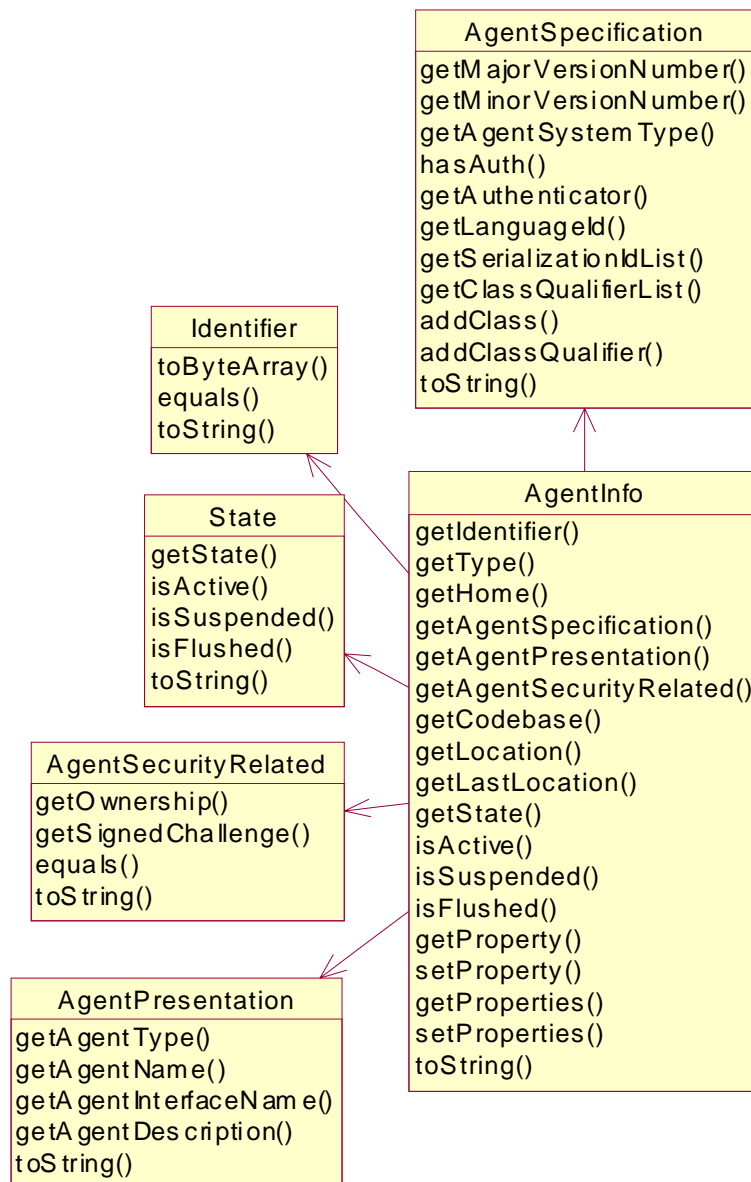 AgentSpecification
getMajorVersionNumber()
getMinorVersionNumber()
getAgentSystemType()
hasAuth()
getAuthenticator()
getLanguageId()
getSerializationIdList()
getClassQualifierList()
addClass()
addClassQualifier()
toString()
Identifier
toByteArray()
equals()
toString()
State
getState()
isActive()
isSuspended()
isFlushed()
toString()
AgentSecurityRelated
getOwnership()
getSignedChallenge()
equals()
toString()
AgentPresentation
getAgentType()
getAgentName()
getAgentInterfaceName()
getAgentDescription()
toString()
AgentInfo
getIdentifier()
getType()
getHome()
getAgentSpecification()
getAgentPresentation()
getAgentSecurityRelated()
getCodebase()
getLocation()
getLastLocation()
getState()
isActive()
isSuspended()
isFlushed()
getProperty()
setProperty()
getProperties()
setProperties()
toString()